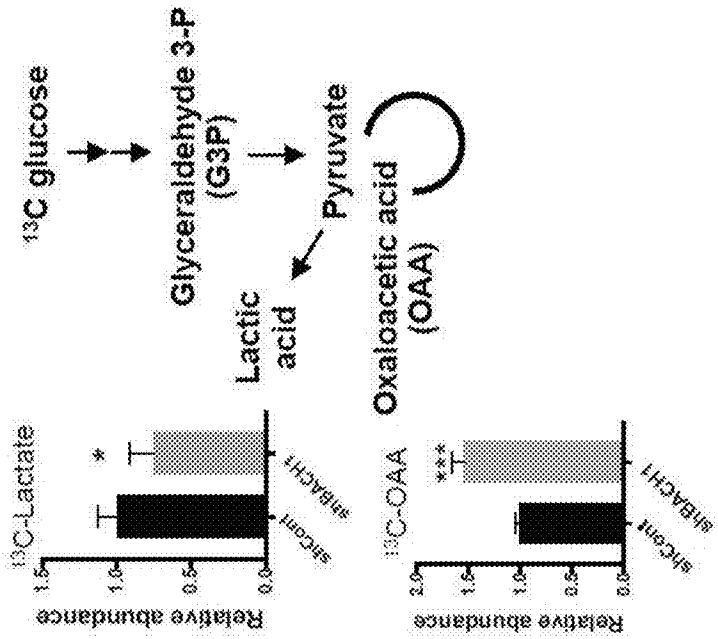 ¹³C glucose
Glyceraldehyde 3-P
(G3P)
Pyruvate
Lactic
acid
Oxaloacetic acid
(OAA)
¹³C-Lactate
Relative abundance
1.5
1.0
0.5
0.0
*
shCont
shBACH1
¹³C-OAA
Relative abundance
2.0
1.5
1.0
0.5
0.0
***
shCont
shBACH1